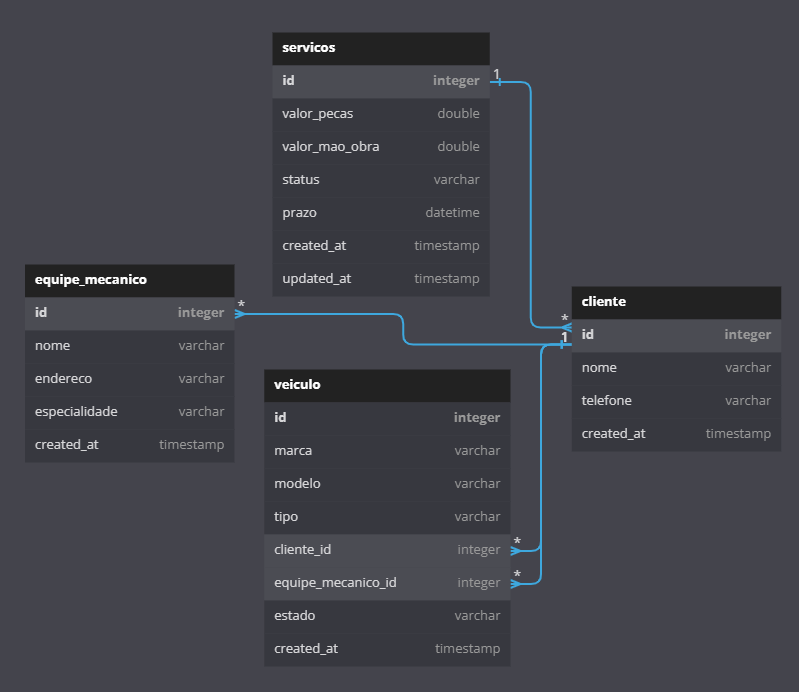 servicos
id integer
valor_pecas double
valor_mao_obra double
status varchar
prazo datetime
created_at timestamp
updated_at timestamp
1
equipe_mecanico
id integer
nome varchar
endereco varchar
especialidade varchar
created_at timestamp
*
cliente
id integer
nome varchar
telefone varchar
created_at timestamp
*
1
veiculo
id integer
marca varchar
modelo varchar
tipo varchar
cliente_id integer
equipe_mecanico_id integer
estado varchar
created_at timestamp
*
*